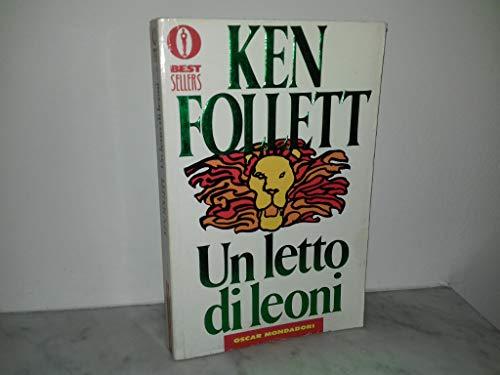 BEST
SELLERS
KEN
FOLLETT
Un letto
di leoni
OSCAR MONDADORI